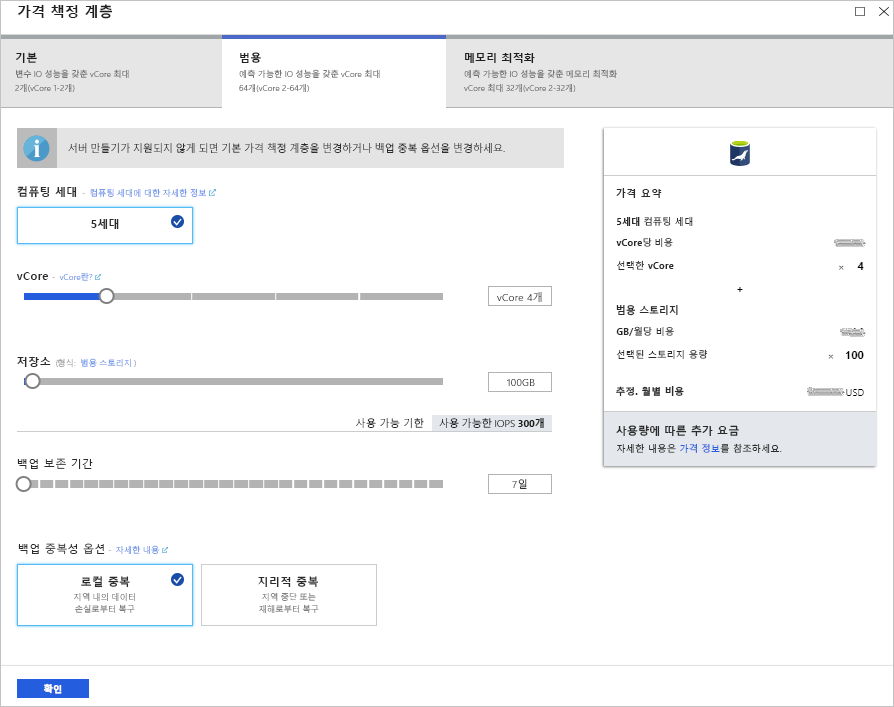 가격 책정 계층
기본
변수 IO 성능을 갖춘 vCore 최대
2개(vCore 1-2개)
범용
예측 가능한 IO 성능을 갖춘 vCore 최대
64개(vCore 2-64개)
메모리 최적화
예측 가능한 IO 성능을 갖춘 메모리 최적화
vCore 최대 32개(vCore 2-32개)
서버 만들기가 지원되지 않게 되면 기본 가격 책정 계층을 변경하거나 백업 중복 옵션을 변경하세요.
컴퓨팅 세대 - 컴퓨팅 세대에 대한 자세한 정보
5세대
vCore - vCore란?
vCore 4개
저장소 (형식: 범용 스토리지)
100GB
사용 가능 기한 사용 가능한 IOPS 300개
백업 보존 기간
7일
백업 중복성 옵션 - 자세한 내용
로컬 중복
지역 내의 데이터
손실로부터 복구
지리적 중복
지역 중단 또는
재해로부터 복구
확인
가격 요약
5세대 컴퓨팅 세대
vCore당 비용
선택한 vCore × 4
+
범용 스토리지
GB/월당 비용
선택된 스토리지 용량 × 100
추정. 월별 비용 USD
사용량에 따른 추가 요금
자세한 내용은 가격 정보를 참조하세요.